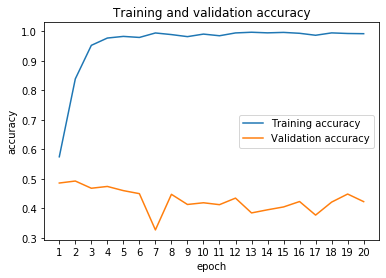 Training and validation accuracy
1.0
0.9
0.8
0.7
0.6
0.5
0.4
0.3
accuracy
Training accuracy
Validation accuracy
1 2 3 4 5 6 7 8 9 10 11 12 13 14 15 16 17 18 19 20
epoch